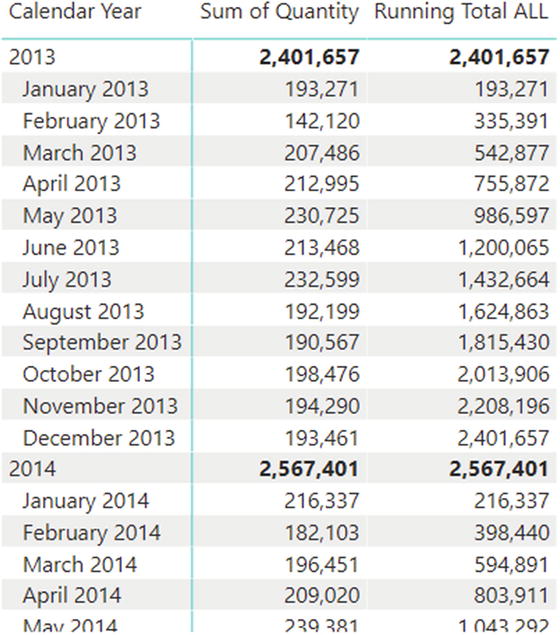 Calendar Year Sum of Quantity Running Total ALL
2013 2,401,657 2,401,657
January 2013 193,271 193,271
February 2013 142,120 335,391
March 2013 207,486 542,877
April 2013 212,995 755,872
May 2013 230,725 986,597
June 2013 213,468 1,200,065
July 2013 232,599 1,432,664
August 2013 192,199 1,624,863
September 2013 190,567 1,815,430
October 2013 198,476 2,013,906
November 2013 194,290 2,208,196
December 2013 193,461 2,401,657
2014 2,567,401 2,567,401
January 2014 216,337 216,337
February 2014 182,103 398,440
March 2014 196,451 594,891
April 2014 209,020 803,911
May 2014 239,381 1,043,292